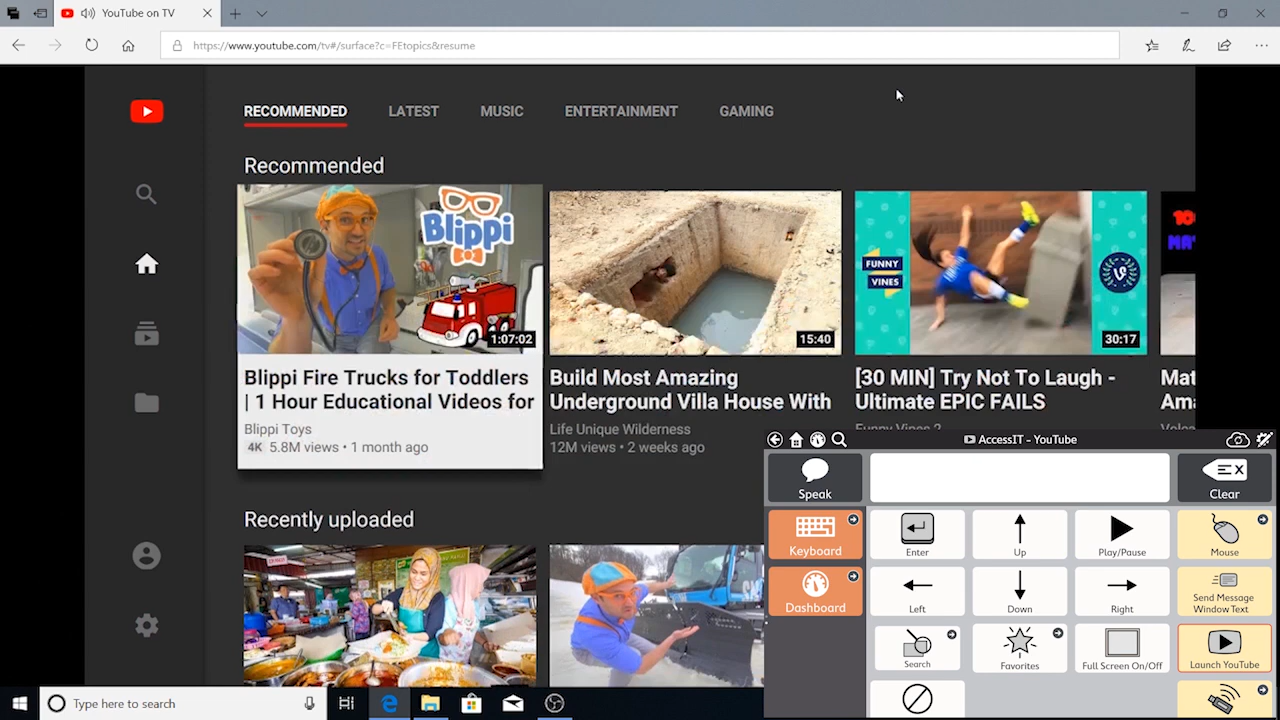 YouTube on TV
https://www.youtube.com/tv#/surface?c=FEtopics&resume
RECOMMENDED LATEST MUSIC ENTERTAINMENT GAMING
Recommended
Blippi
1:07:02
15:40
FUNNY
VINES
30:17
Blippi Fire Trucks for Toddlers
| 1 Hour Educational Videos for
Blippi Toys
4K 5.8M views • 1 month ago
Build Most Amazing
Underground Villa House With
Life Unique Wilderness
12M views • 2 weeks ago
[30 MIN] Try Not To Laugh -
Ultimate EPIC FAILS
Funny Vines 2
Mat
Ama
Recently uploaded
AccessIT - YouTube
Speak
Clear
Keyboard
Enter
Up
Play/Pause
Mouse
Dashboard
Left
Down
Right
Send Message
Window Text
Search
Favorites
Full Screen On/Off
Launch YouTube
Type here to search